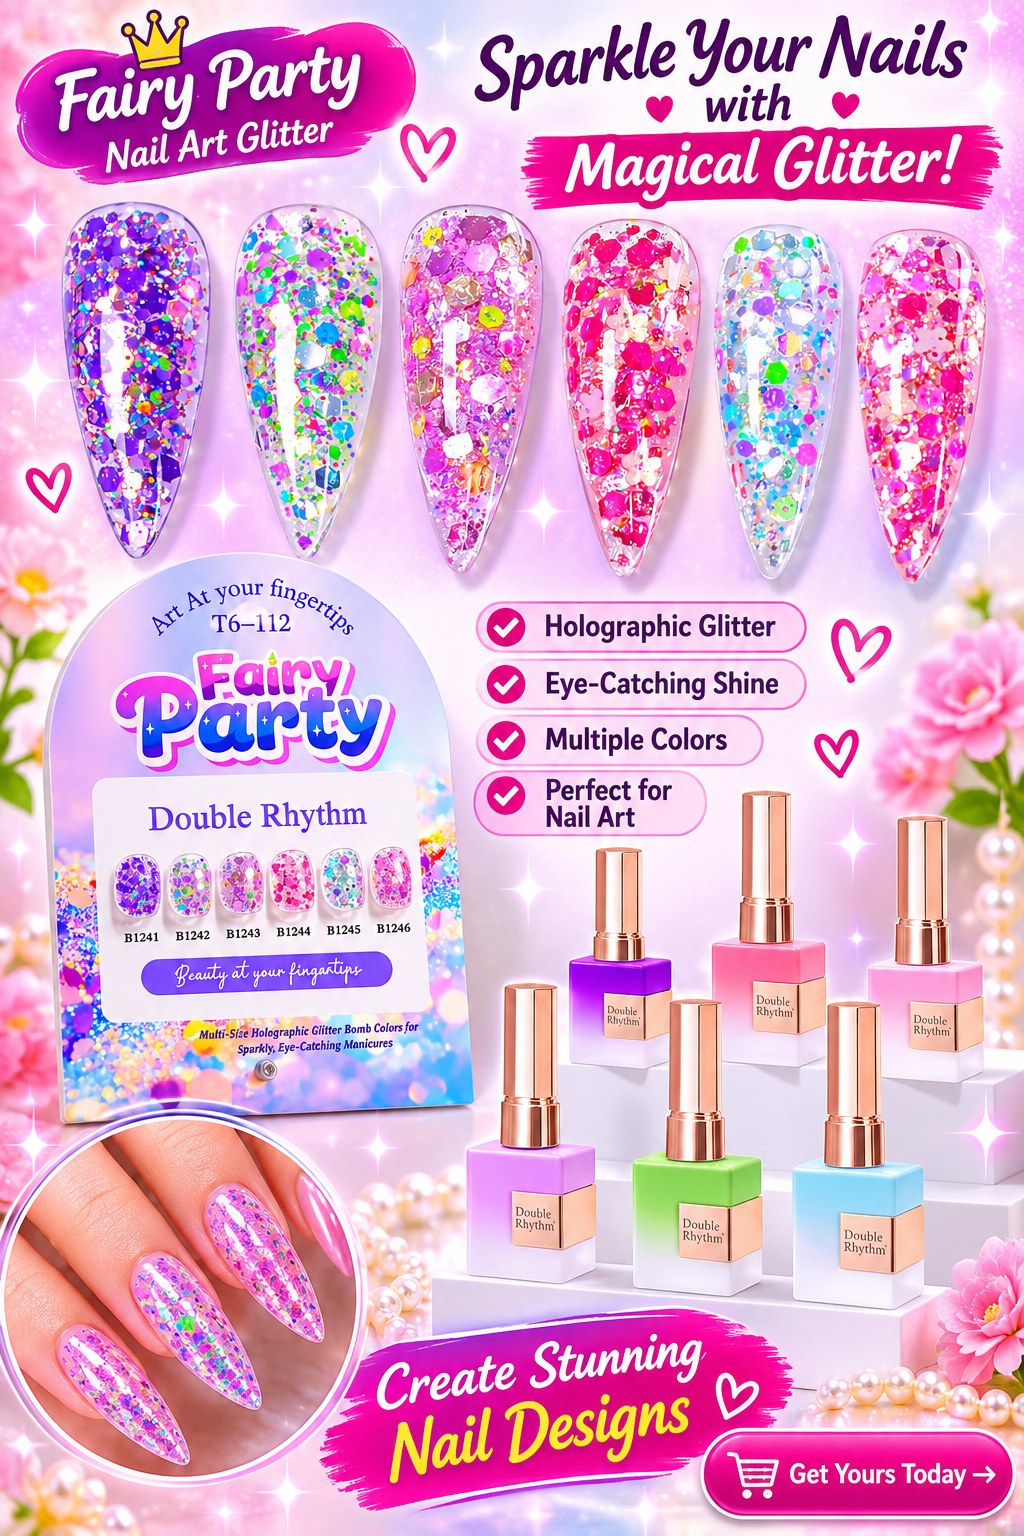 Fairy Party
Nail Art Glitter
Sparkle Your Nails
with
Magical Glitter!
Art At your fingertips
T6–112
Fairy
Party
Double Rhythm
B1241 B1242 B1243 B1244 B1245 B1246
Beauty at your fingartips
Multi-Size Holographic Glitter Bomb Colors for
Sparkly, Eye-Catching Manicures
Holographic Glitter
Eye-Catching Shine
Multiple Colors
Perfect for
Nail Art
Double
Rhythm
Double
Rhythm
Double
Rhythm
Double
Rhythm
Double
Rhythm
Double
Rhythm
Create Stunning
Nail Designs
Get Yours Today →